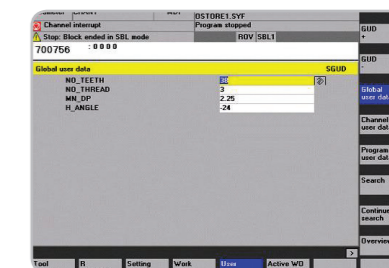 DSTORE1.SYF
Channel interrupt Program stopped
Stop: Block ended in SBL mode ROV SBL1
700756 :0000
Global user data SGUD
NO_TEETH
NO_THREAD 3
MN_DP 2.25
H_ANGLE -24
GUD
+
GUD
-
Global
user data
Channel
user data
Program
user data
Search
Continue
search
Overview
>
Tool R Setting Work User Active WO